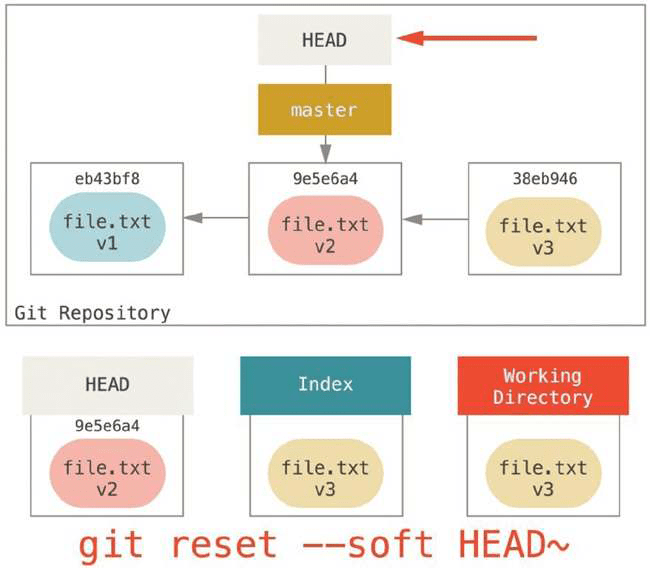 HEAD
master
eb43bf8
9e5e6a4
38eb946
file.txt
v1
file.txt
v2
file.txt
v3
Git Repository
HEAD
Index
Working
Directory
9e5e6a4
file.txt
v2
file.txt
v3
file.txt
v3
git reset --soft HEAD~